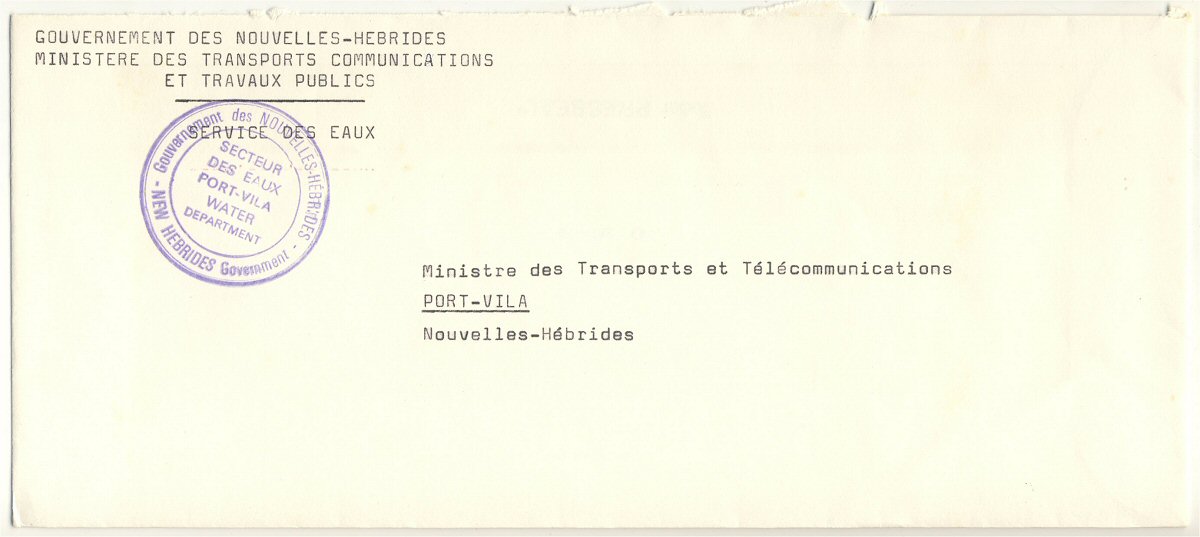 GOUVERNEMENT DES NOUVELLES-HEBRIDES
MINISTERE DES TRANSPORTS COMMUNICATIONS
ET TRAVAUX PUBLICS
SERVICE DES EAUX
- Gouvernement des NOUVELLES-HÉBRIDES -
NEW HEBRIDES Government
SECTEUR
DES EAUX
PORT-VILA
WATER
DEPARTMENT
Ministre des Transports et Télécommunications
PORT-VILA
Nouvelles-Hébrides